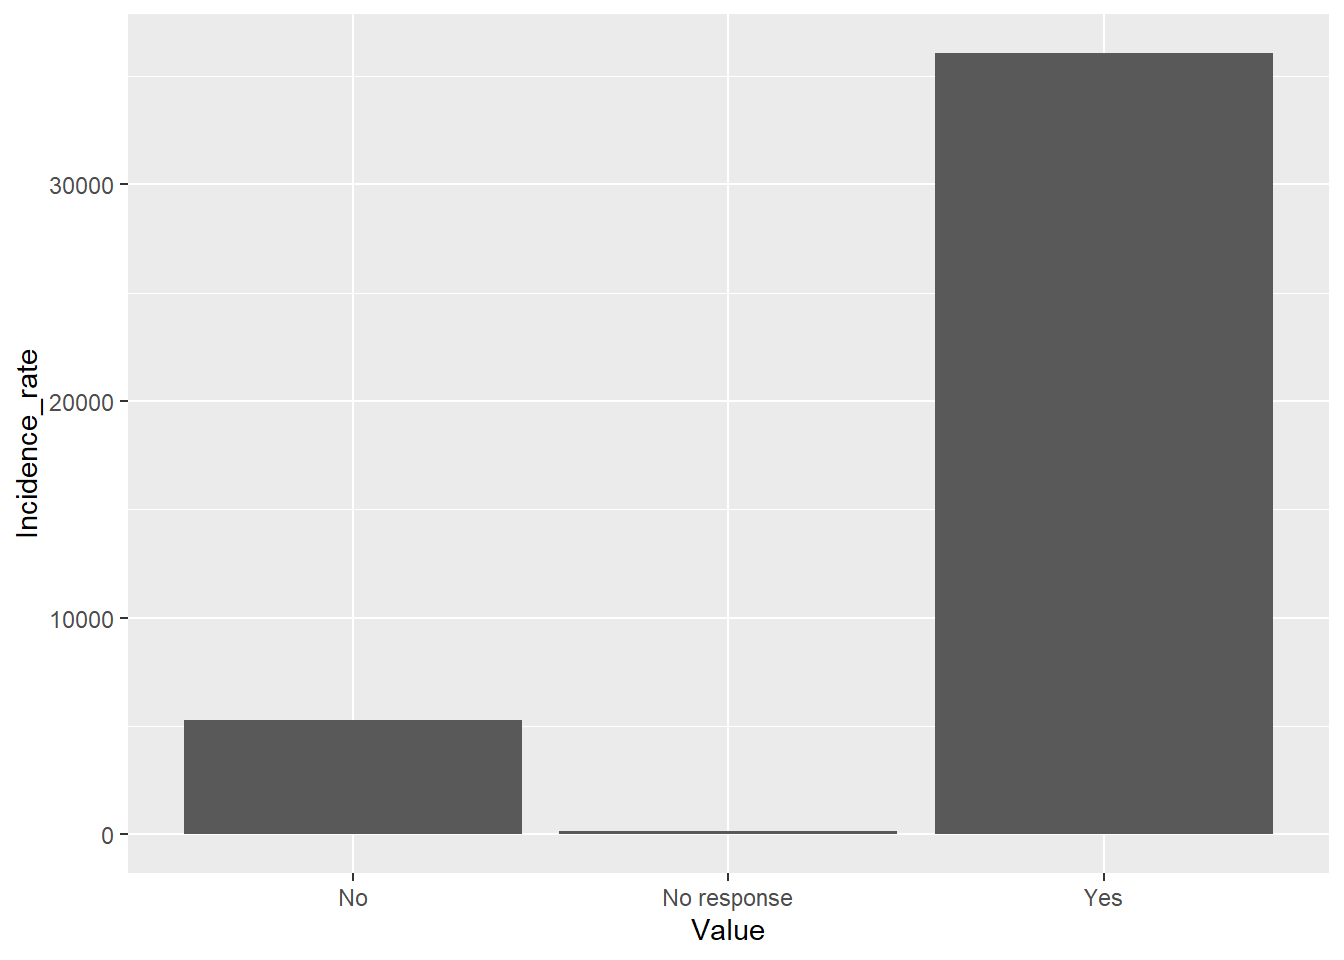 Incidence_rate
30000
20000
10000
0
No No response Yes
Value